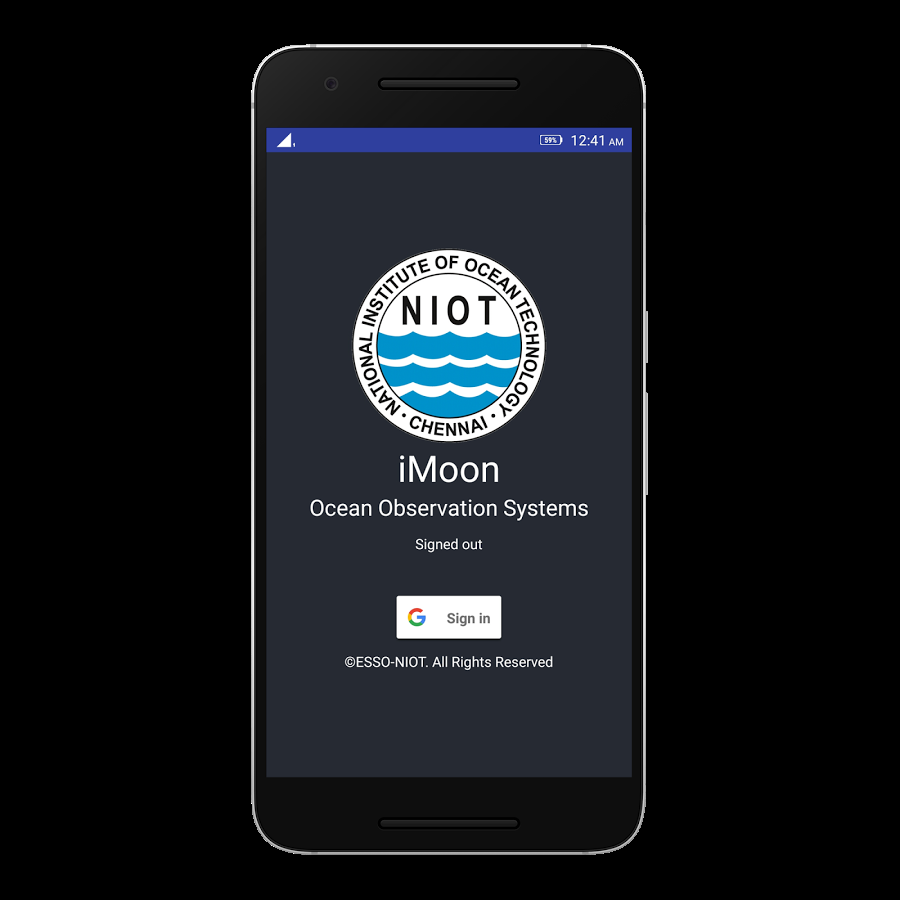 59% 12:41 AM
NATIONAL INSTITUTE OF OCEAN TECHNOLOGY
NIOT
• CHENNAI •
iMoon
Ocean Observation Systems
Signed out
Sign in
©ESSO-NIOT. All Rights Reserved